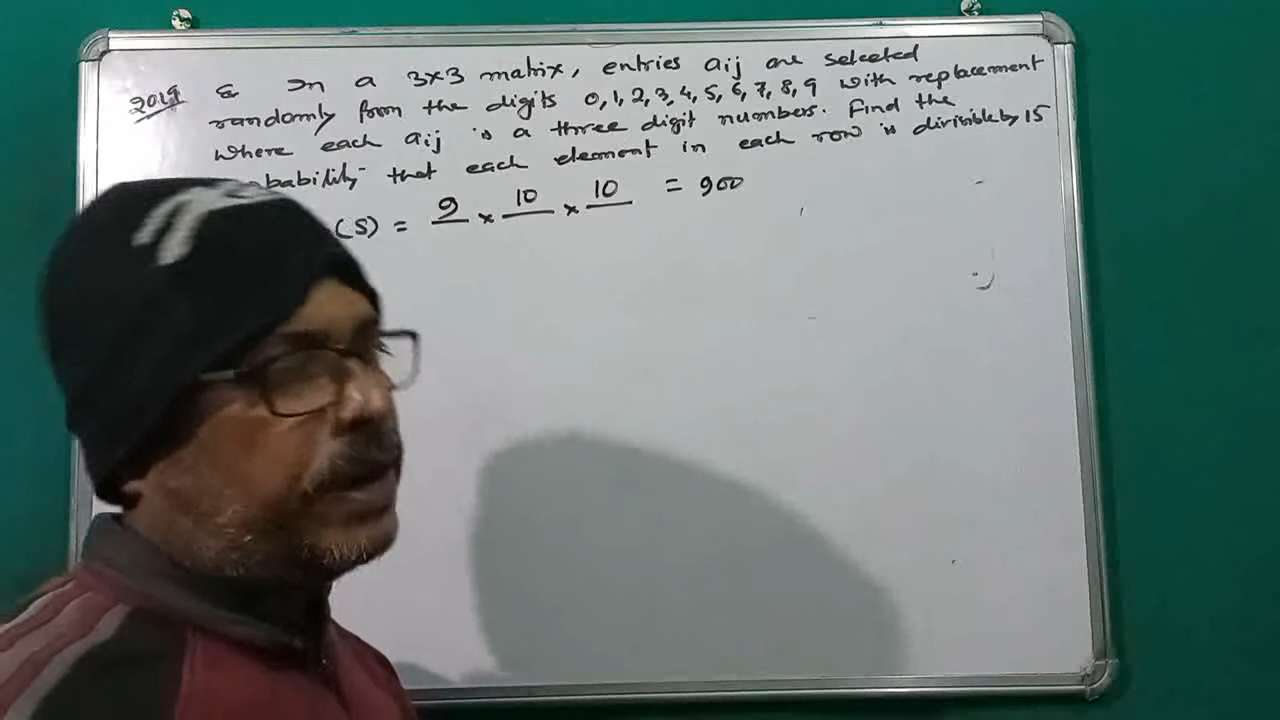 2019 Q In a 3x3 matrix, entries aij are selected
randomly from the digits 0, 1, 2, 3, 4, 5, 6, 7, 8, 9 with replacement
where each aij is a three digit numbers. Find the
bability that each element in each row is divisible by 15
(S) = 9 x 10 x 10 = 900